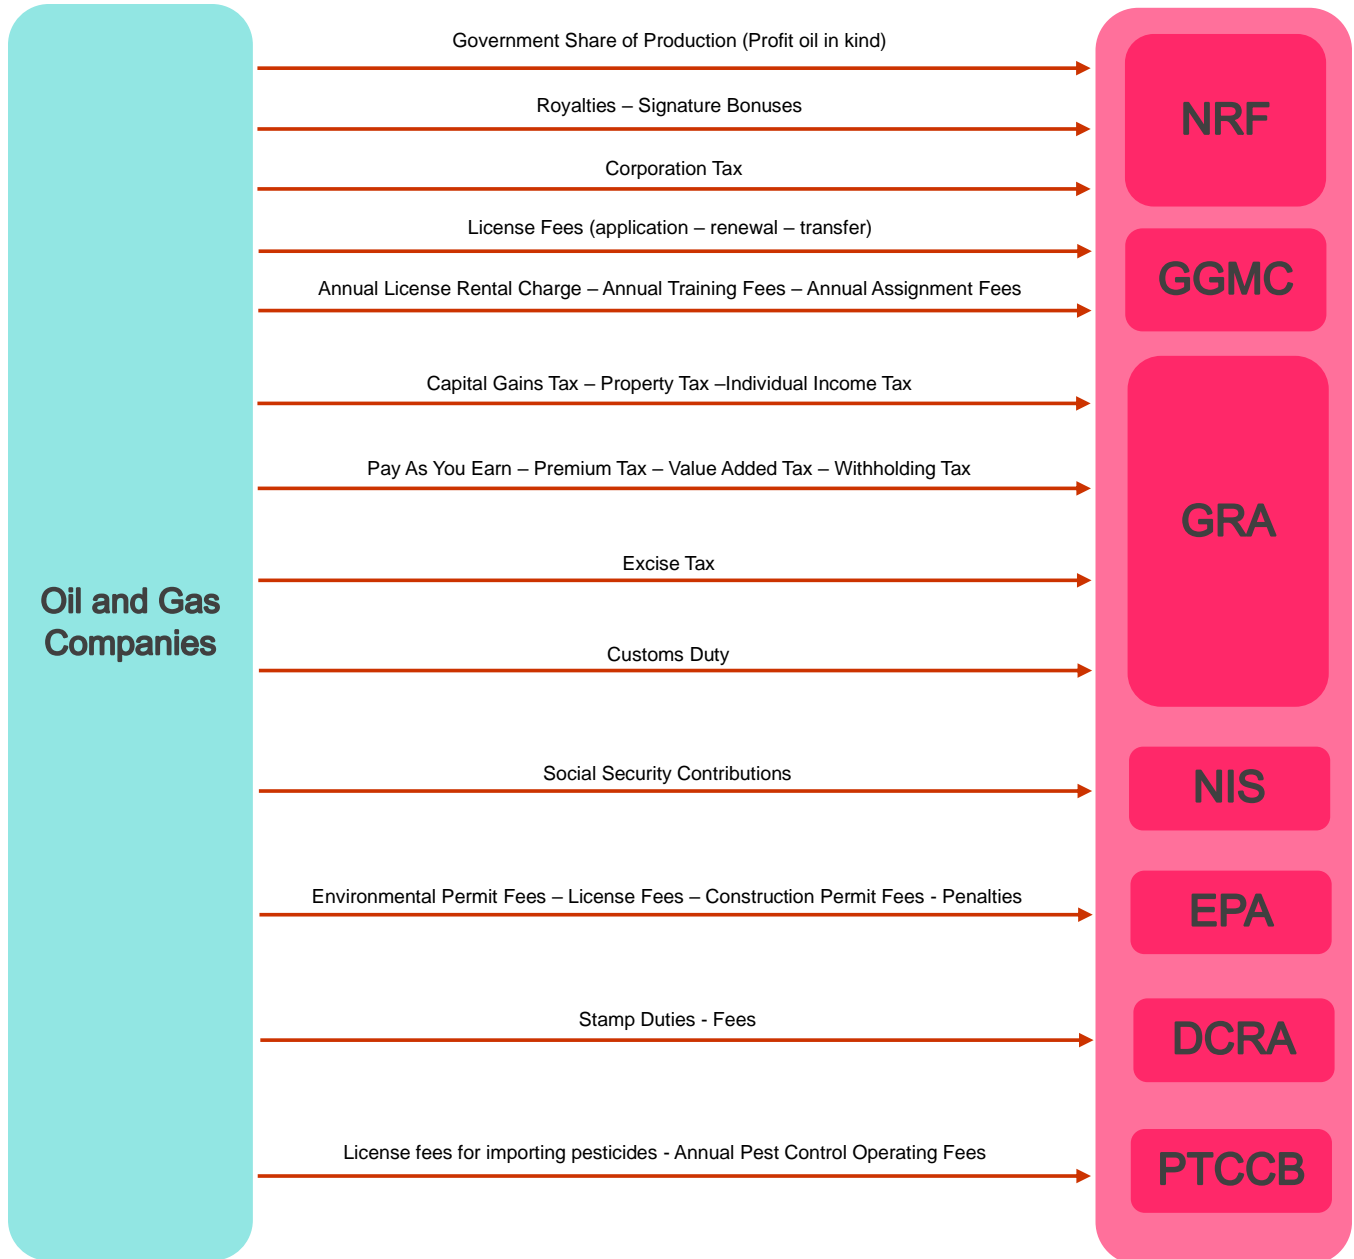 Government Share of Production (Profit oil in kind)
NRF
Royalties – Signature Bonuses
Corporation Tax
License Fees (application – renewal – transfer)
GGMC
Annual License Rental Charge – Annual Training Fees – Annual Assignment Fees
Capital Gains Tax – Property Tax –Individual Income Tax
Pay As You Earn – Premium Tax – Value Added Tax – Withholding Tax
GRA
Excise Tax
Oil and Gas
Companies
Customs Duty
Social Security Contributions
NIS
Environmental Permit Fees – License Fees – Construction Permit Fees - Penalties
EPA
Stamp Duties - Fees
DCRA
License fees for importing pesticides - Annual Pest Control Operating Fees
PTCCB